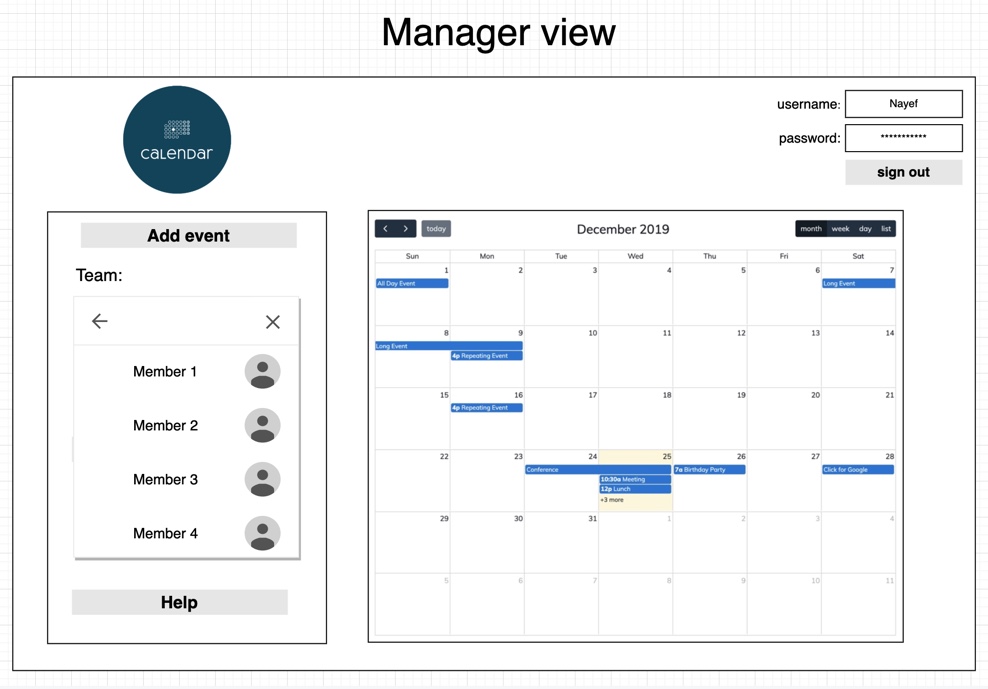 Manager view
CALENDAR
username: Nayef
password: ***********
sign out
Add event
Team:
Member 1
Member 2
Member 3
Member 4
Help
today
December 2019
month week day list
Sun Mon Tue Wed Thu Fri Sat
1 2 3 4 5 6 7
All Day Event Long Event
8 9 10 11 12 13 14
Long Event
4p Repeating Event
15 16 17 18 19 20 21
4p Repeating Event
22 23 24 25 26 27 28
Conference 7a Birthday Party Click for Google
10:30a Meeting
12p Lunch
+3 more
29 30 31 1 2 3 4
5 6 7 8 9 10 11